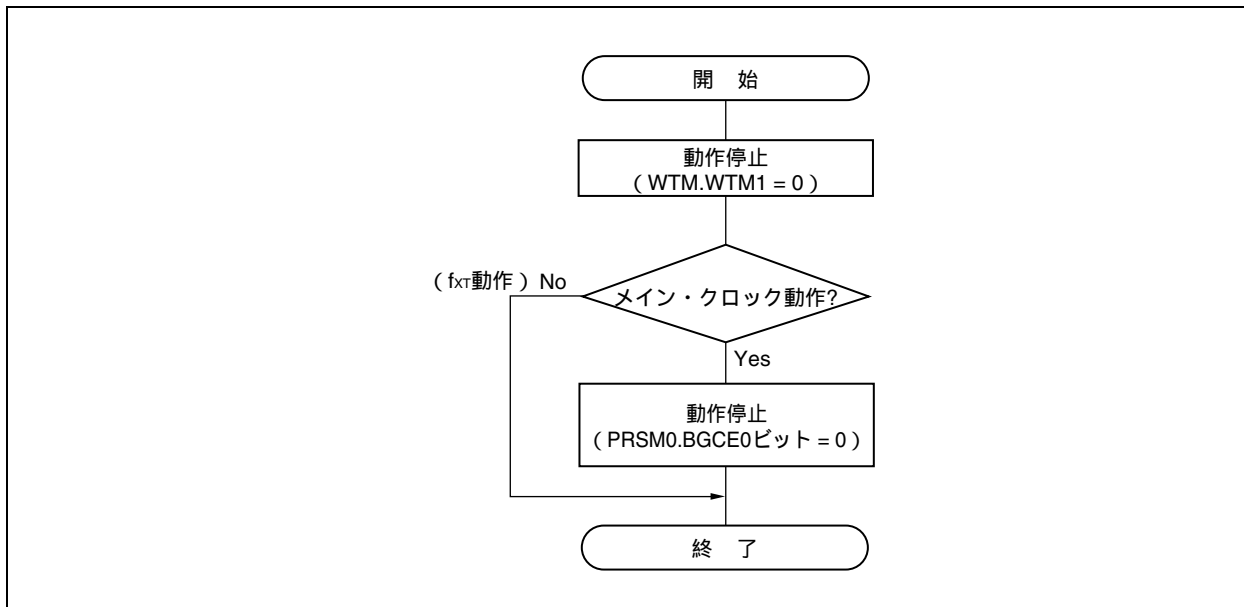 開　始
動作停止
（WTM.WTM1 = 0）
（fXT動作）No
メイン・クロック動作?
Yes
動作停止
（PRSM0.BGCE0ビット = 0）
終　了